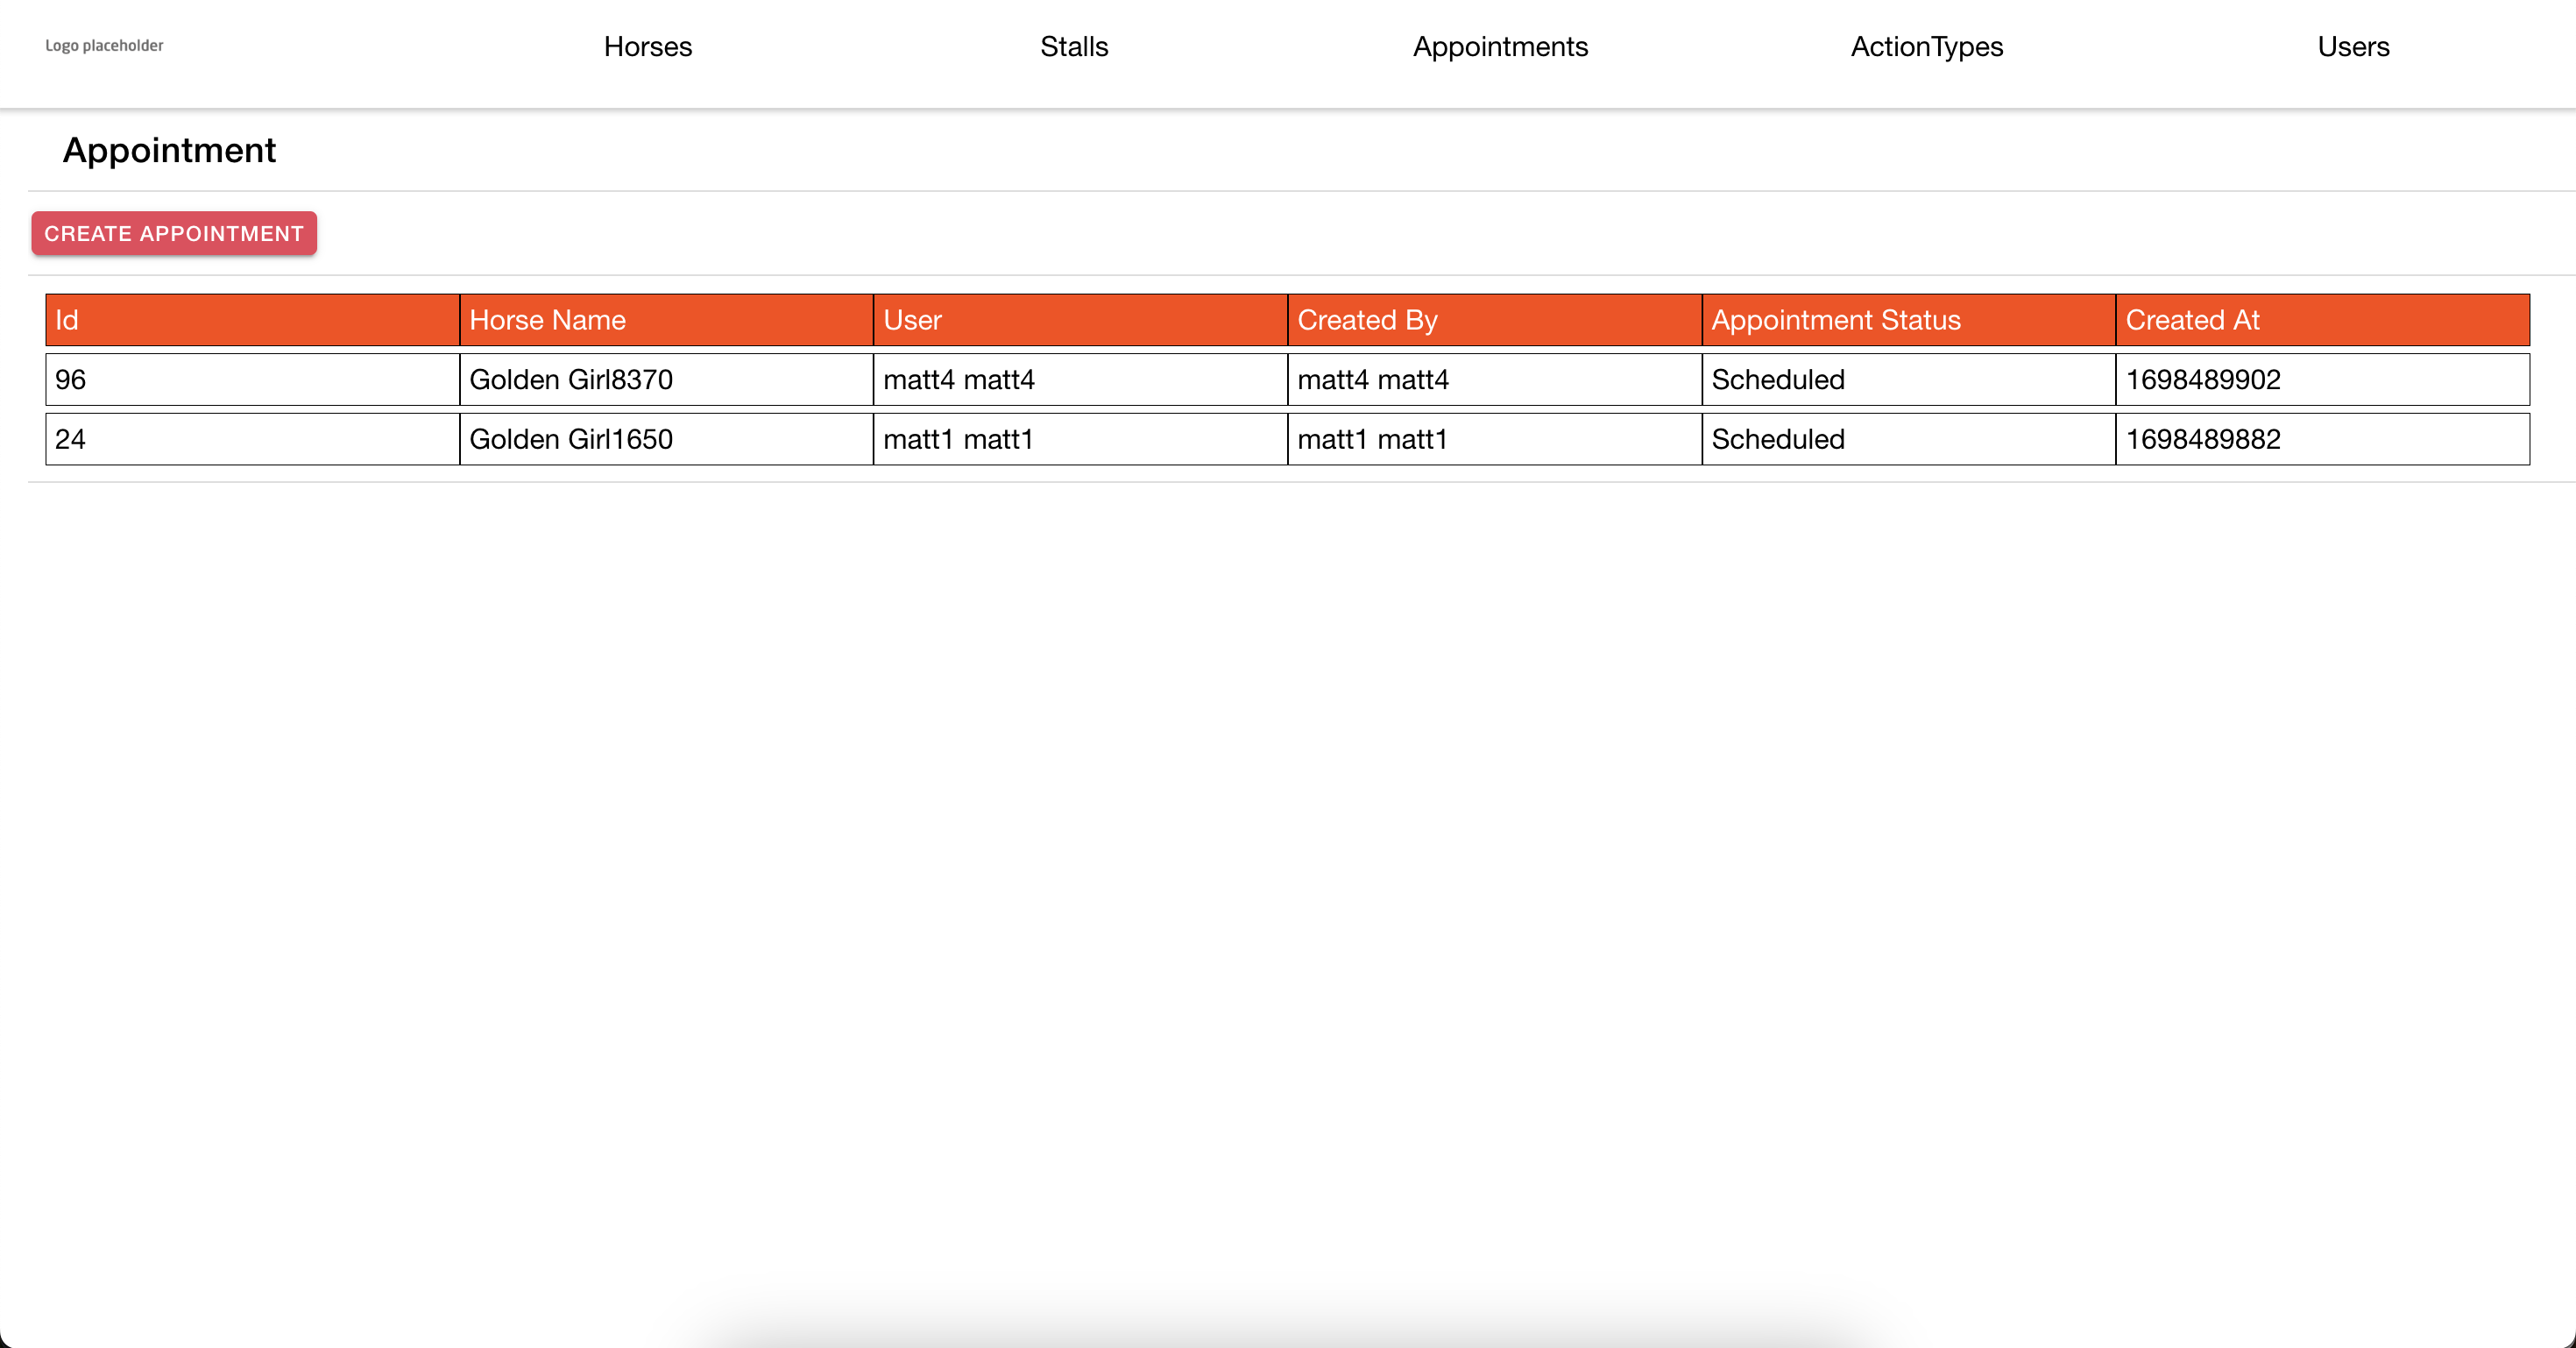 Logo placeholder Horses Stalls Appointments ActionTypes Users
Appointment
CREATE APPOINTMENT
Id Horse Name User Created By Appointment Status Created At
96 Golden Girl8370 matt4 matt4 matt4 matt4 Scheduled 1698489902
24 Golden Girl1650 matt1 matt1 matt1 matt1 Scheduled 1698489882